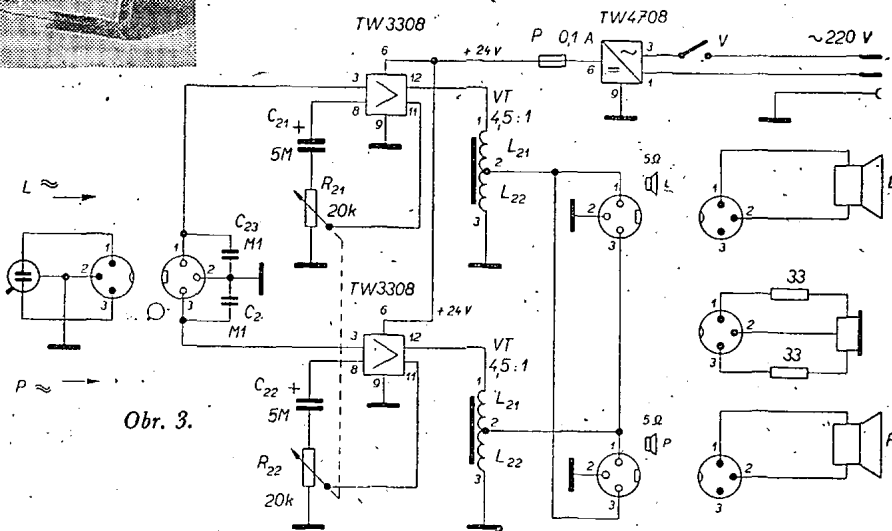 TW3308
TW4708
6
+24V
P 0,1 A
3
V
~220 V
6
1
9
3
12
8
11
9
C21 +
5M
VT
4,5:1
1
L21
2
L22
3
R21
20k
5Ω
L
1
2
3
1
2
3
L
L ≈
1
2
3
C23
M1
1
2
3
C2
M1
P ≈
TW3308
6
+24V
3
12
8
11
9
C22 +
5M
VT
4,5:1
1
L21
2
L22
3
R22
20k
33
1
2
3
33
5Ω
P
1
2
3
1
2
3
P
Obr. 3.